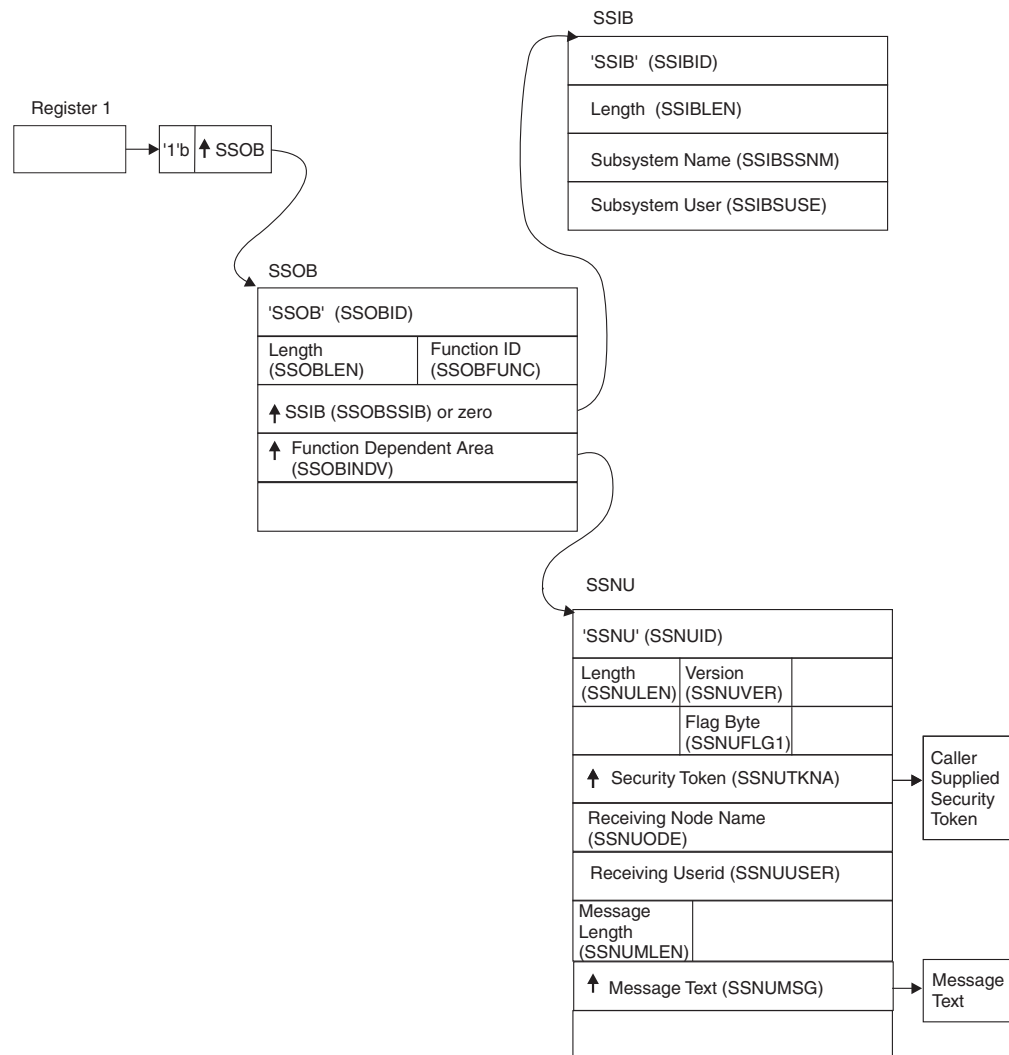 SSIB
'SSIB' (SSIBID)
Length (SSIBLEN)
Subsystem Name (SSIBSSNM)
Subsystem User (SSIBSUSE)
Register 1
'1'b ↑ SSOB
SSOB
'SSOB' (SSOBID)
Length
(SSOBLEN)
Function ID
(SSOBFUNC)
↑ SSIB (SSOBSSIB) or zero
↑ Function Dependent Area
(SSOBINDV)
SSNU
'SSNU' (SSNUID)
Length
(SSNULEN)
Version
(SSNUVER)
Flag Byte
(SSNUFLG1)
↑ Security Token (SSNUTKNA)
Caller
Supplied
Security
Token
Receiving Node Name
(SSNUODE)
Receiving Userid (SSNUUSER)
Message
Length
(SSNUMLEN)
↑ Message Text (SSNUMSG)
Message
Text